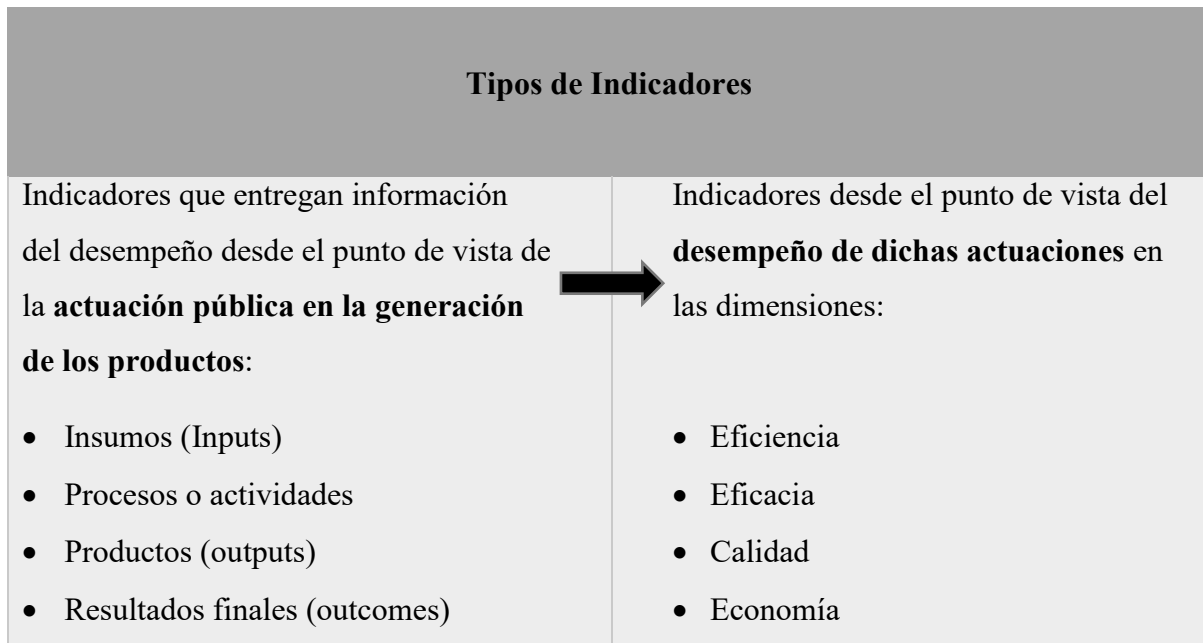 Tipos de Indicadores
Indicadores que entregan información
del desempeño desde el punto de vista de
la actuación pública en la generación
de los productos:
• Insumos (Inputs)
• Procesos o actividades
• Productos (outputs)
• Resultados finales (outcomes)
Indicadores desde el punto de vista del
desempeño de dichas actuaciones en
las dimensiones:
• Eficiencia
• Eficacia
• Calidad
• Economía